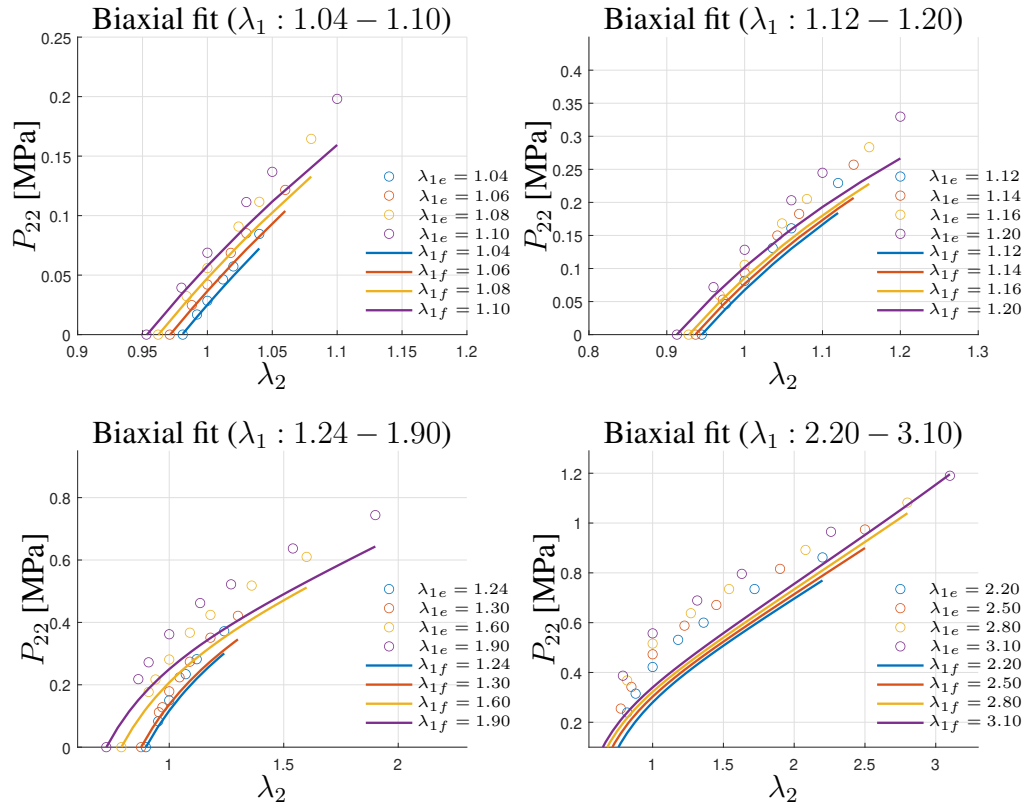 Biaxial fit (λ₁ : 1.04 − 1.10)
P₂₂ [MPa]
0.25
0.2
0.15
0.1
0.05
0
0.9
0.95
1
1.05
1.1
1.15
1.2
λ₂
λ₁ₑ = 1.04
λ₁ₑ = 1.06
λ₁ₑ = 1.08
λ₁ₑ = 1.10
λ₁f = 1.04
λ₁f = 1.06
λ₁f = 1.08
λ₁f = 1.10
Biaxial fit (λ₁ : 1.12 − 1.20)
P₂₂ [MPa]
0.4
0.35
0.3
0.25
0.2
0.15
0.1
0.05
0
0.8
0.9
1
1.1
1.2
1.3
λ₂
λ₁ₑ = 1.12
λ₁ₑ = 1.14
λ₁ₑ = 1.16
λ₁ₑ = 1.20
λ₁f = 1.12
λ₁f = 1.14
λ₁f = 1.16
λ₁f = 1.20
Biaxial fit (λ₁ : 1.24 − 1.90)
P₂₂ [MPa]
0.8
0.6
0.4
0.2
0
1
1.5
2
λ₂
λ₁ₑ = 1.24
λ₁ₑ = 1.30
λ₁ₑ = 1.60
λ₁ₑ = 1.90
λ₁f = 1.24
λ₁f = 1.30
λ₁f = 1.60
λ₁f = 1.90
Biaxial fit (λ₁ : 2.20 − 3.10)
P₂₂ [MPa]
1.2
1
0.8
0.6
0.4
0.2
1
1.5
2
2.5
3
λ₂
λ₁ₑ = 2.20
λ₁ₑ = 2.50
λ₁ₑ = 2.80
λ₁ₑ = 3.10
λ₁f = 2.20
λ₁f = 2.50
λ₁f = 2.80
λ₁f = 3.10